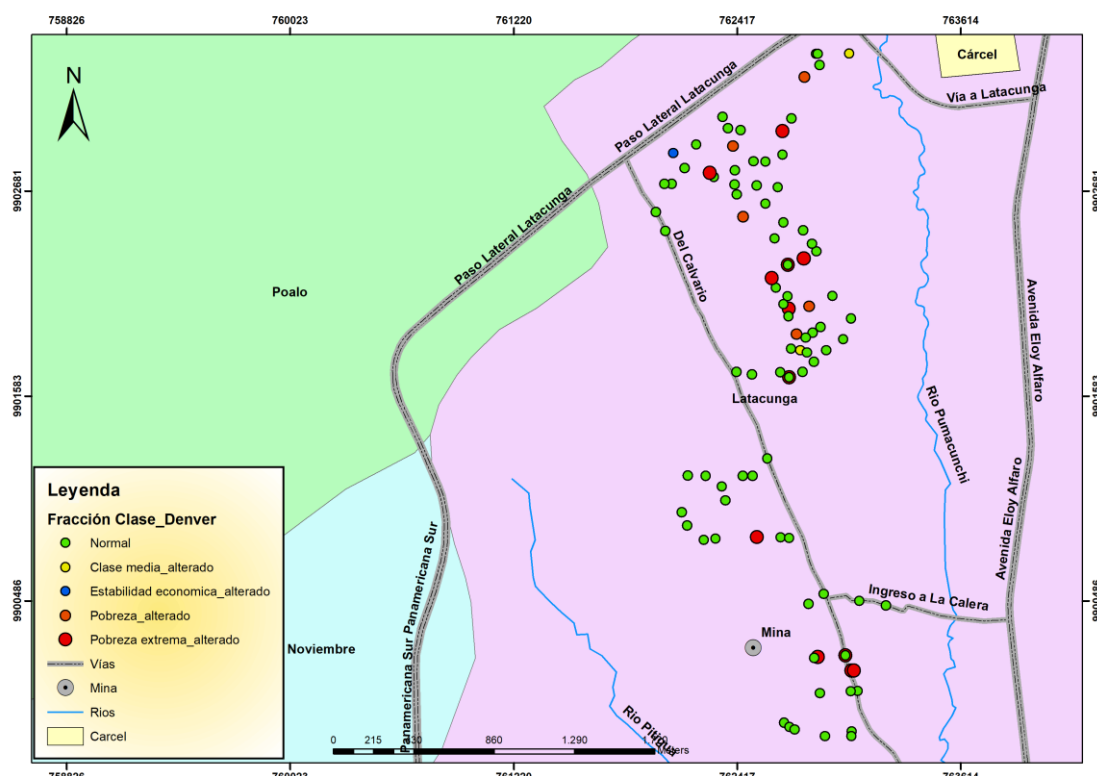 758826 760023 761220 762417 763614
N
Cárcel
Vía a Latacunga
Paso Lateral Latacunga
9902681
9902681
Paso Lateral Latacunga
Del Calvario
Poalo
Avenida Eloy Alfaro
Rio Pumacunchi
Latacunga
9901583
9901583
Leyenda
Fracción Clase_Denver
Normal
Clase media_alterado
Estabilidad economica_alterado
Pobreza_alterado
Pobreza extrema_alterado
Vías
Mina
Rios
Carcel
Panamericana Sur
Panamericana Sur
Avenida Eloy Alfaro
Ingreso a La Calera
9900486
9900486
Mina
Noviembre
Rio Pitigua
0 215 430 860 1.290
Meters
758826 760023 761220 762417 763614